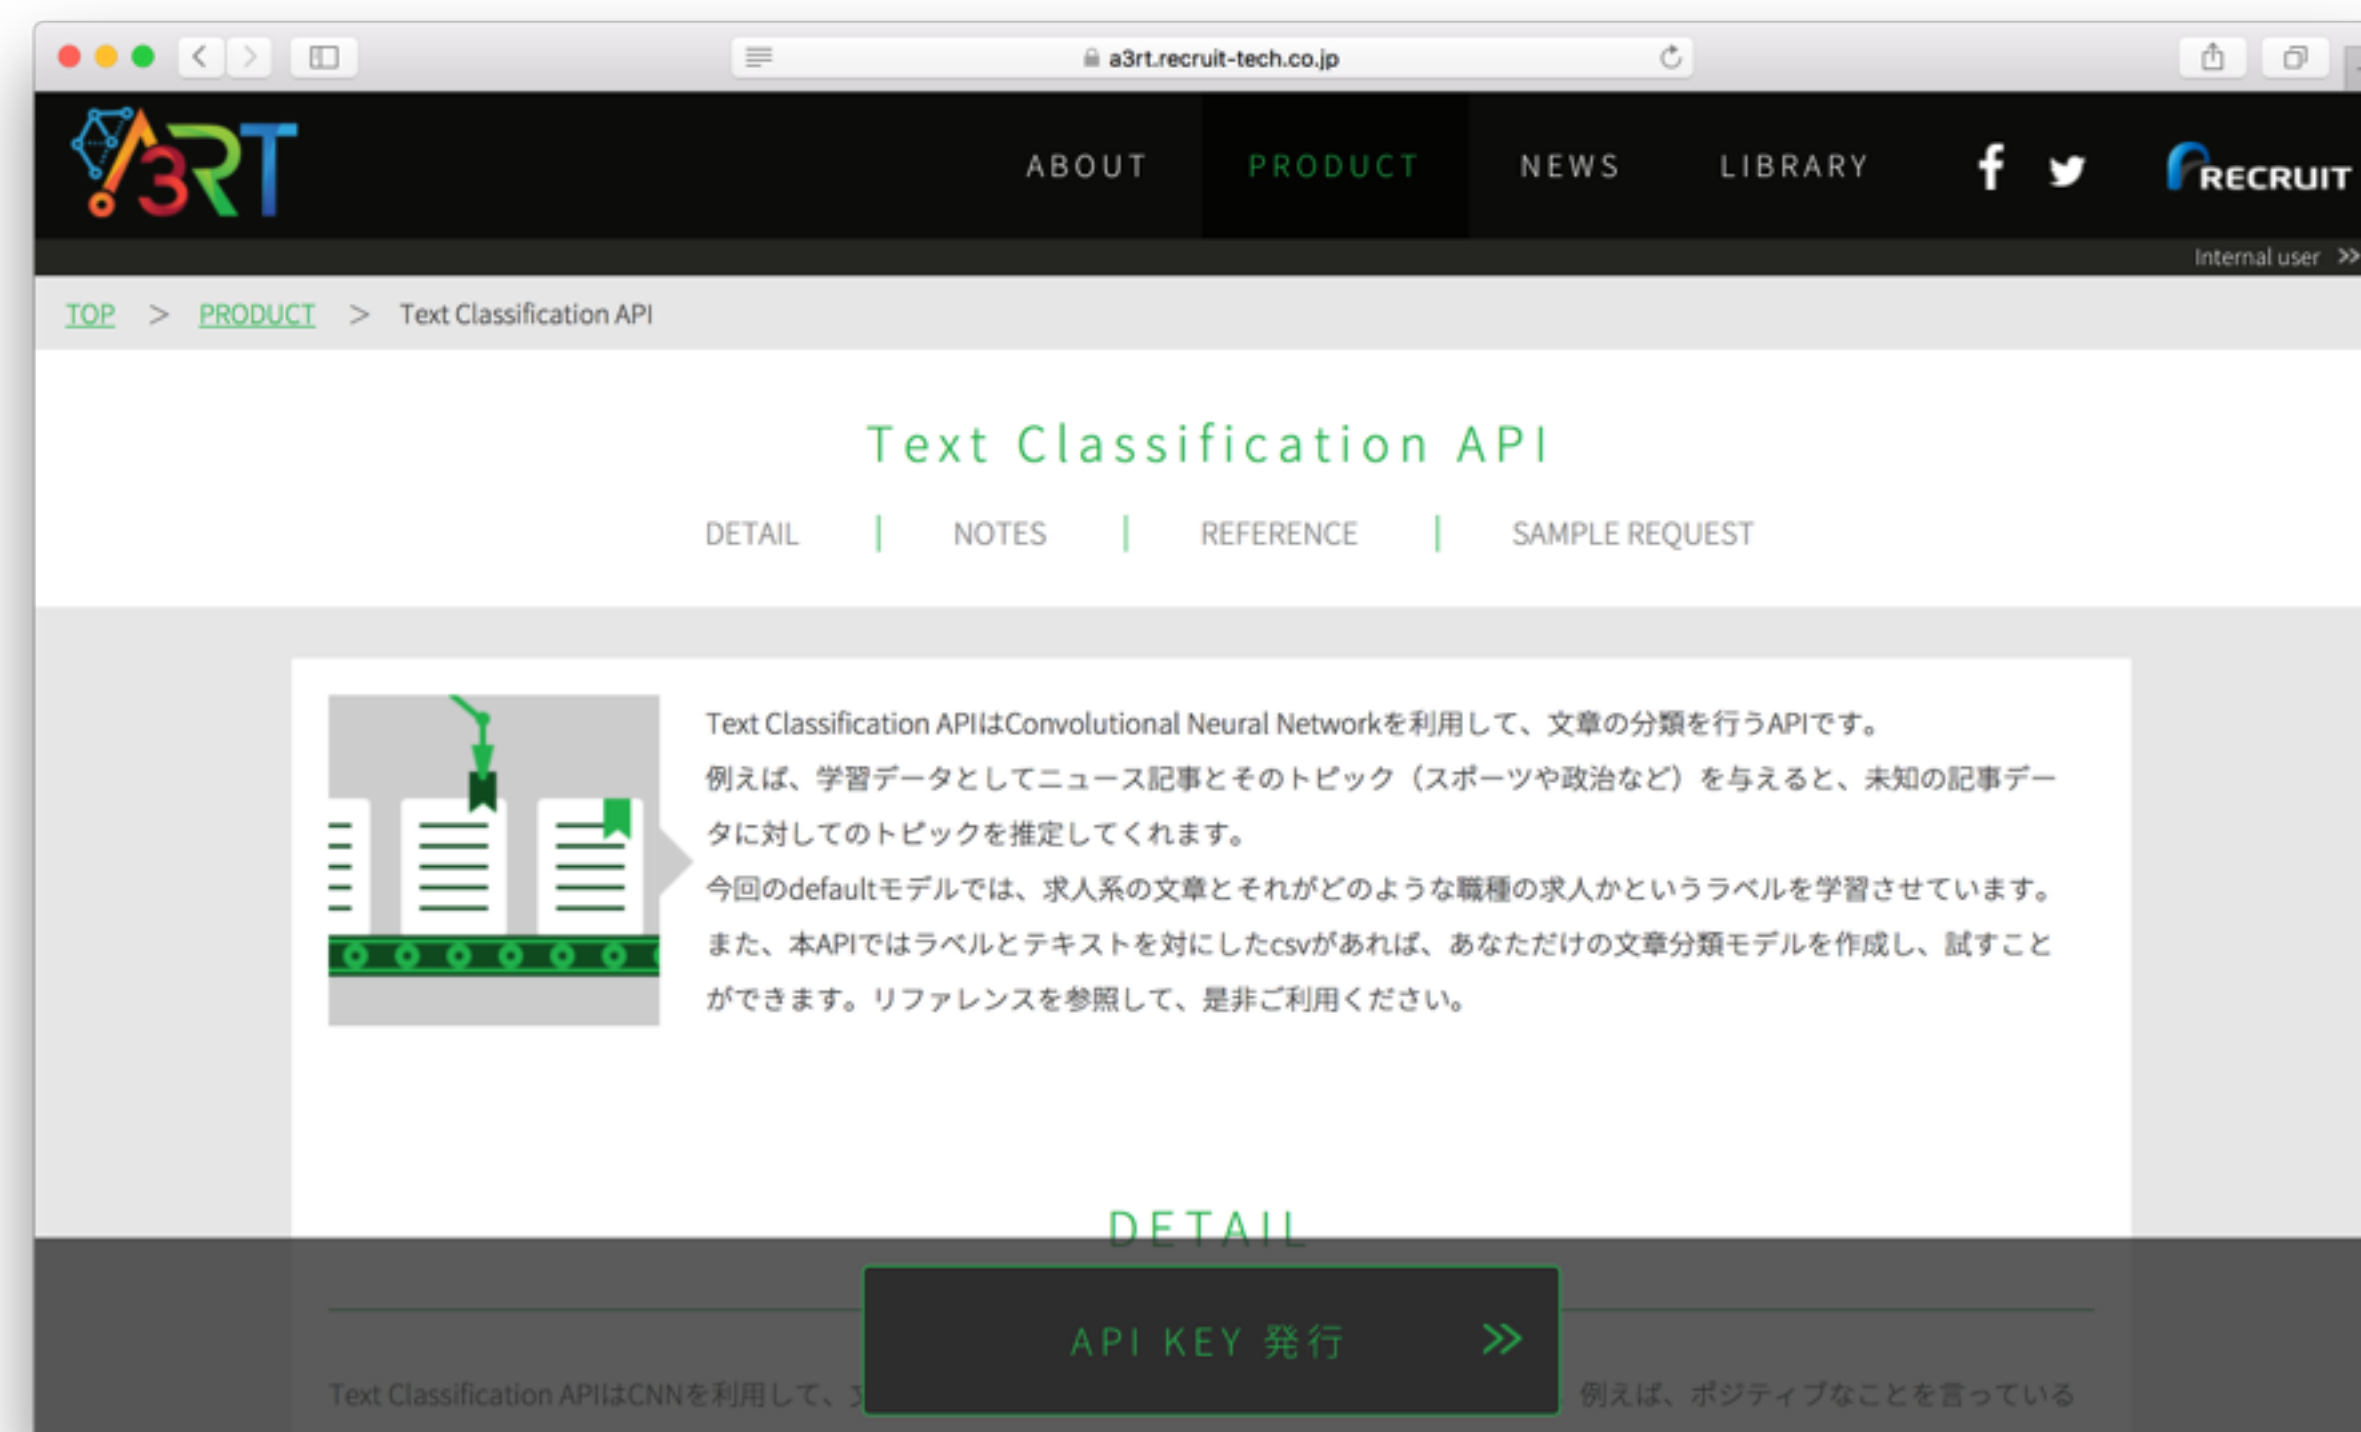 a3rt.recruit-tech.co.jp
A3RT
ABOUT PRODUCT NEWS LIBRARY f RECRUIT
Internal user >>
TOP > PRODUCT > Text Classification API
Text Classification API
DETAIL | NOTES | REFERENCE | SAMPLE REQUEST
Text Classification APIはConvolutional Neural Networkを利用して、文章の分類を行うAPIです。
例えば、学習データとしてニュース記事とそのトピック（スポーツや政治など）を与えると、未知の記事デー
タに対してのトピックを推定してくれます。
今回のdefaultモデルでは、求人系の文章とそれがどのような職種の求人かというラベルを学習させています。
また、本APIではラベルとテキストを対にしたcsvがあれば、あなただけの文章分類モデルを作成し、試すこと
ができます。リファレンスを参照して、是非ご利用ください。
DETAIL
API KEY 発行 >>
Text Classification APIはCNNを利用して、 例えば、ポジティブなことを言っている